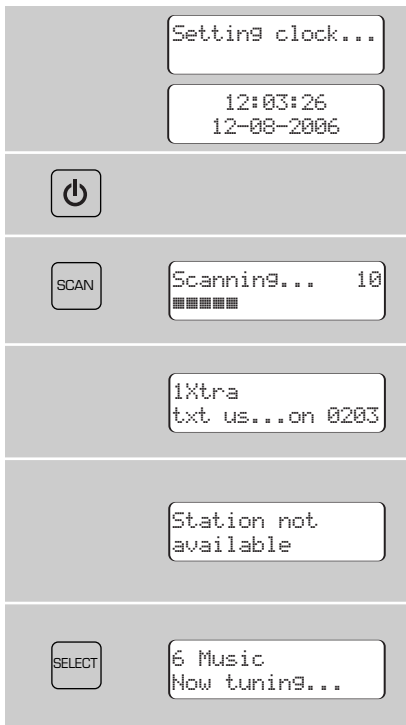 Setting clock...
12:03:26
12-08-2006
SCAN
Scanning... 10
1Xtra
txt us...on 0203
Station not
available
SELECT
6 Music
Now tuning...